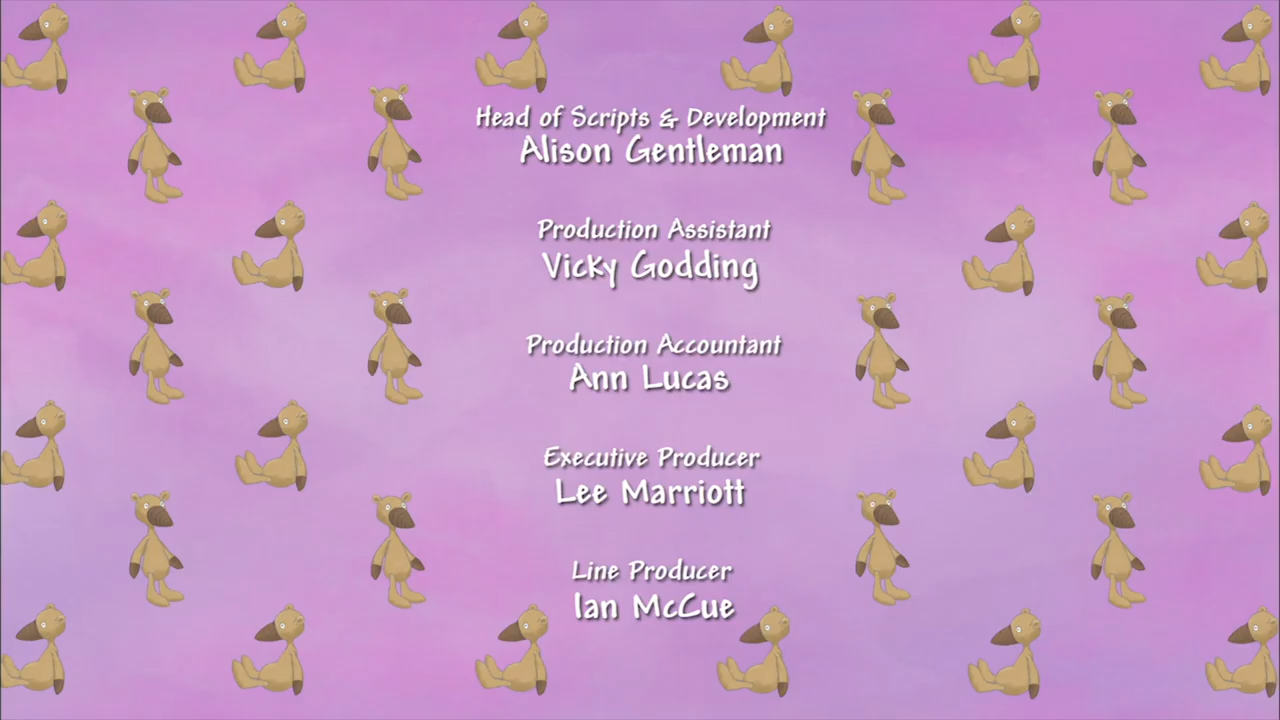 Head of Scripts & Development
Alison Gentleman
Production Assistant
Vicky Godding
Production Accountant
Ann Lucas
Executive Producer
Lee Marriott
Line Producer
Ian McCue